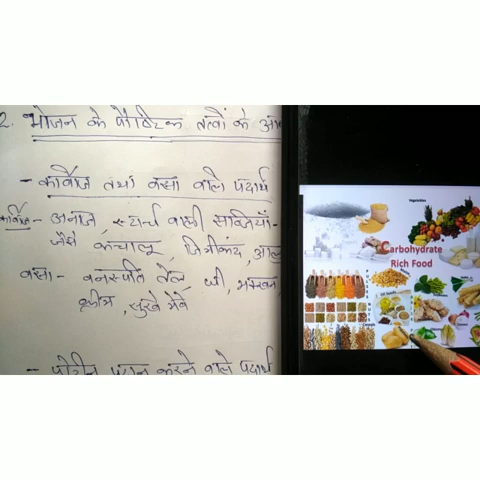 2. भोजन के पौष्टिक तत्वों के
- कार्बोज तथा वसा वाले पदार्थ
कार्बोज - अनाज, स्टार्च वाली सब्जियाँ -
जैसे कचालू, जिमीकंद, आलू
वसा - वनस्पति तेल, घी, मक्खन,
क्रीम, सूखे मेवे
- प्रोटीन प्रदान करने वाले पदार्थ
Vegetables
Carbohydrate
Rich Food